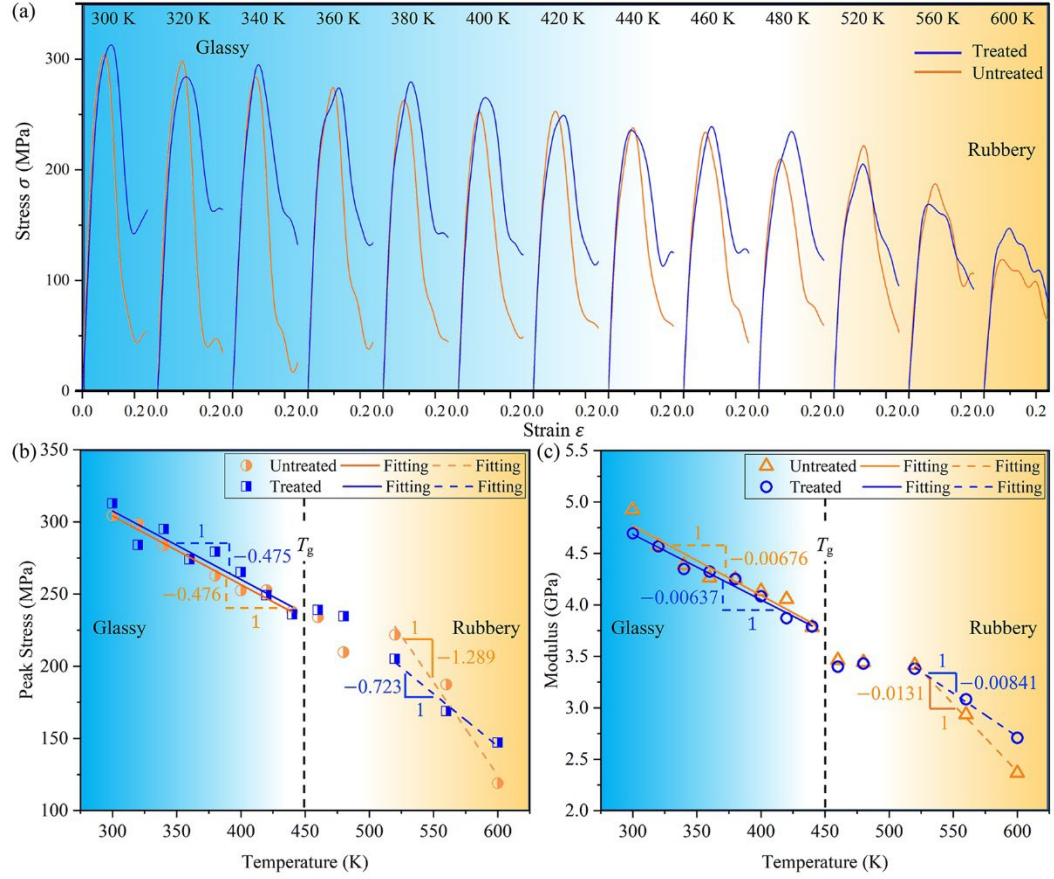 (a)
300 K 320 K 340 K 360 K 380 K 400 K 420 K 440 K 460 K 480 K 520 K 560 K 600 K
Glassy
Treated
Untreated
Rubbery
Stress σ (MPa)
300
200
100
0
0.0 0.2 0.0 0.2 0.0 0.2 0.0 0.2 0.0 0.2 0.0 0.2 0.0 0.2 0.0 0.2 0.0 0.2 0.0 0.2 0.0 0.2 0.0 0.2 0.0 0.2
Strain ε
(b)
Untreated Fitting Fitting
Treated Fitting Fitting
Peak Stress (MPa)
350
300
250
200
150
100
1
−0.475
−0.476
1
Tg
Glassy
Rubbery
1
−1.289
−0.723
1
300 350 400 450 500 550 600
Temperature (K)
(c)
Untreated Fitting Fitting
Treated Fitting Fitting
Modulus (GPa)
5.5
5.0
4.5
4.0
3.5
3.0
2.5
2.0
1
−0.00676
−0.00637
1
Tg
Glassy
Rubbery
1
−0.00841
−0.0131
1
300 350 400 450 500 550 600
Temperature (K)